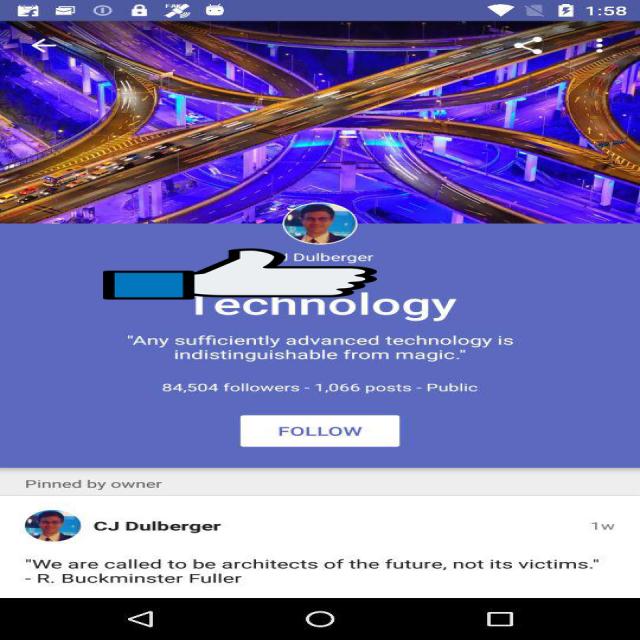 1:58
Dulberger
Technology
"Any sufficiently advanced technology is
indistinguishable from magic."
84,504 followers - 1,066 posts - Public
FOLLOW
Pinned by owner
CJ Dulberger
1w
"We are called to be architects of the future, not its victims."
- R. Buckminster Fuller